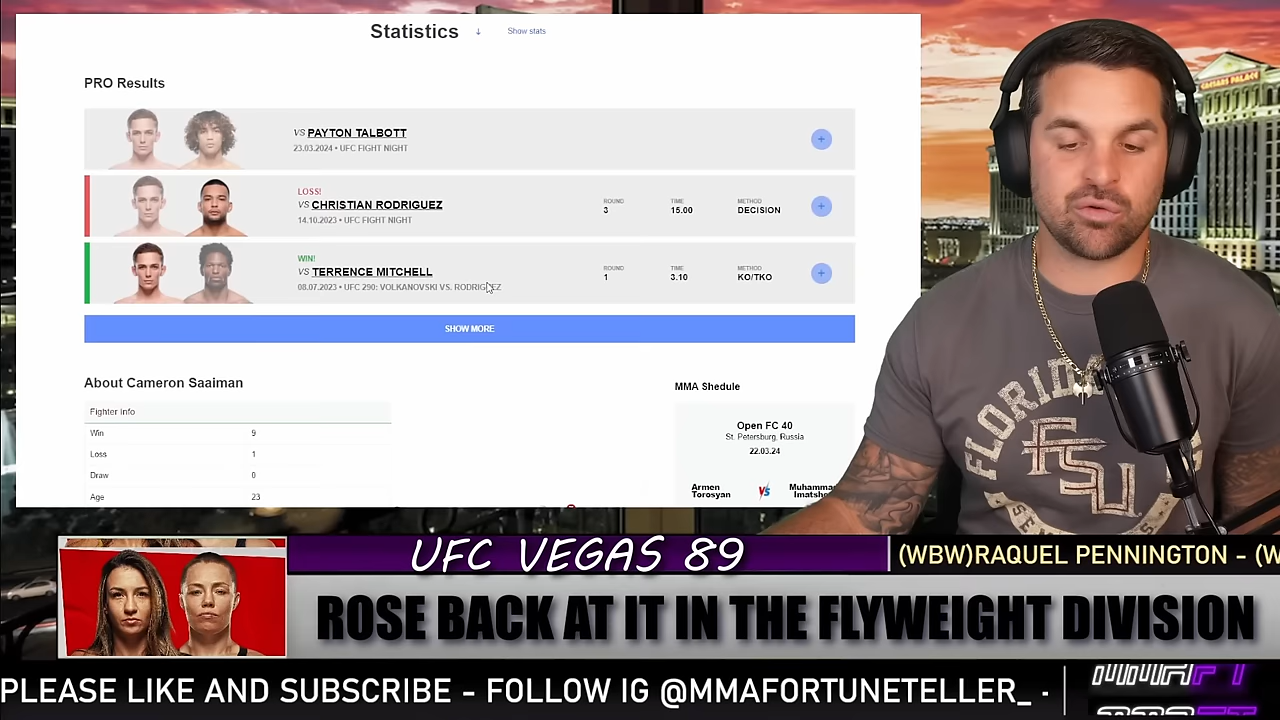 Statistics ↓ Show stats
PRO Results
VS PAYTON TALBOTT
23.03.2024 • UFC FIGHT NIGHT
+
LOSS!
VS CHRISTIAN RODRIGUEZ
14.10.2023 • UFC FIGHT NIGHT
ROUND TIME METHOD
3 15.00 DECISION
+
WIN!
VS TERRENCE MITCHELL
08.07.2023 • UFC 290: VOLKANOVSKI VS. RODRIGUEZ
ROUND TIME METHOD
1 3.10 KO/TKO
+
SHOW MORE
About Cameron Saaiman
Fighter info
Win 9
Loss 1
Draw 0
Age 23
MMA Shedule
Open FC 40
St. Petersburg, Russia
22.03.24
Armen
Torosyan
VS
Muhammad
Imatsh
CAESARS PALACE
FLORIDA
FSU
UFC VEGAS 89
(WBW)RAQUEL PENNINGTON - (W
ROSE BACK AT IT IN THE FLYWEIGHT DIVISION
PLEASE LIKE AND SUBSCRIBE - FOLLOW IG @MMAFORTUNETELLER_ -
MMAFT